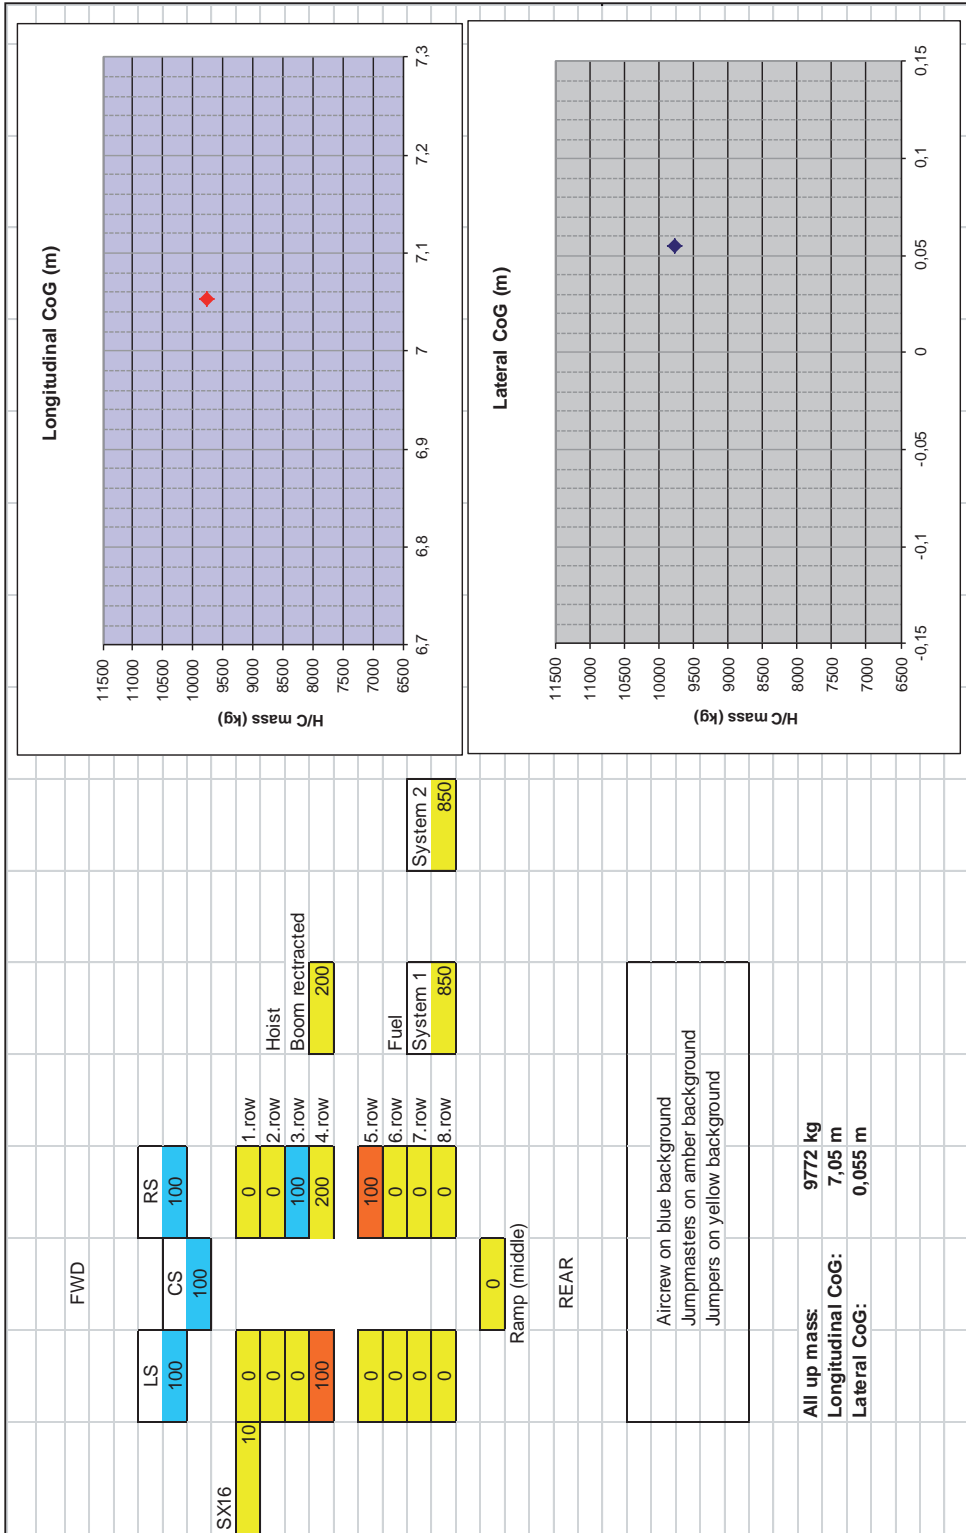 FWD
LS RS
100 CS 100
100
SX16
10 0 0 1.row
0 0 2.row Hoist
0 100 3.row Boom rectracted
100 200 4.row 200
0 100 5.row
0 0 6.row Fuel
0 0 7.row System 1 System 2
0 0 8.row 850 850
0
Ramp (middle)
REAR
Aircrew on blue background
Jumpmasters on amber background
Jumpers on yellow background
All up mass: 9772 kg
Longitudinal CoG: 7,05 m
Lateral CoG: 0,055 m
Longitudinal CoG (m)
H/C mass (kg)
11500
11000
10500
10000
9500
9000
8500
8000
7500
7000
6500
6,7 6,8 6,9 7 7,1 7,2 7,3
Lateral CoG (m)
H/C mass (kg)
11500
11000
10500
10000
9500
9000
8500
8000
7500
7000
6500
-0,15 -0,1 -0,05 0 0,05 0,1 0,15